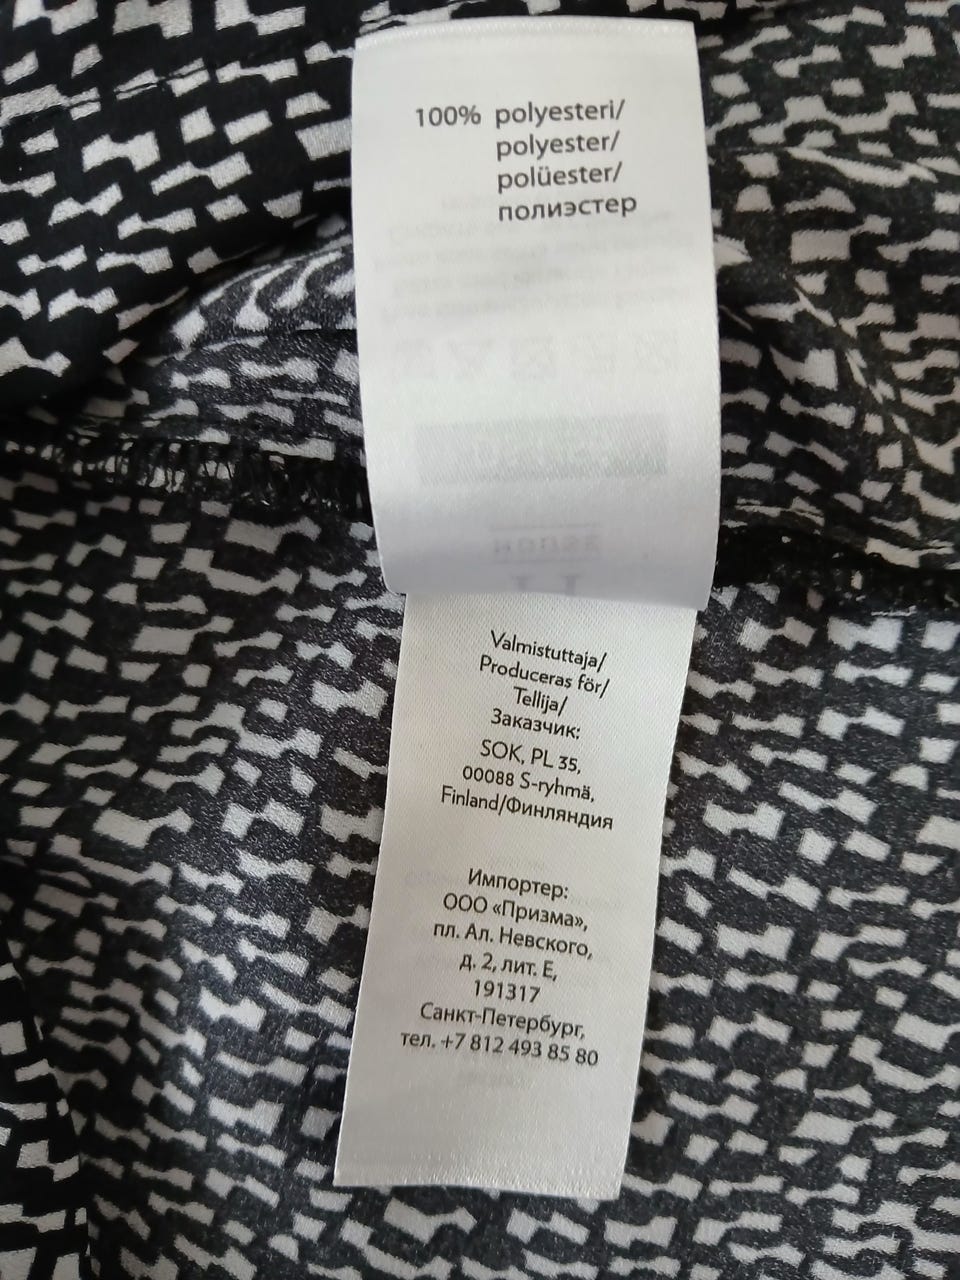 100% polyesteri/
polyester/
polüester/
полиэстер
Valmistuttaja/
Produceras för/
Tellija/
Заказчик:
SOK, PL 35,
00088 S-ryhmä,
Finland/Финляндия
Импортер:
ООО «Призма»,
пл. Ал. Невского,
д. 2, лит. Е,
191317
Санкт-Петербург,
тел. +7 812 493 85 80